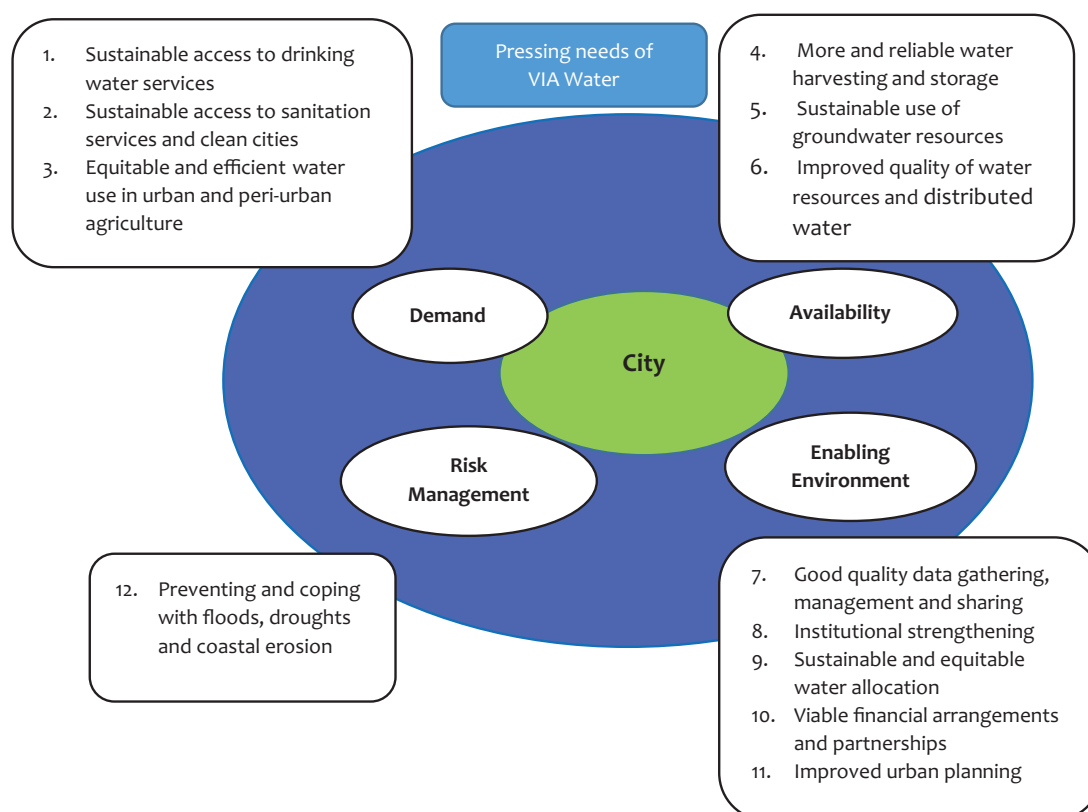 Pressing needs of
VIA Water
1. Sustainable access to drinking
water services
2. Sustainable access to sanitation
services and clean cities
3. Equitable and efficient water
use in urban and peri-urban
agriculture
4. More and reliable water
harvesting and storage
5. Sustainable use of
groundwater resources
6. Improved quality of water
resources and distributed
water
Demand
Availability
City
Risk
Management
Enabling
Environment
12. Preventing and coping
with floods, droughts
and coastal erosion
7. Good quality data gathering,
management and sharing
8. Institutional strengthening
9. Sustainable and equitable
water allocation
10. Viable financial arrangements
and partnerships
11. Improved urban planning